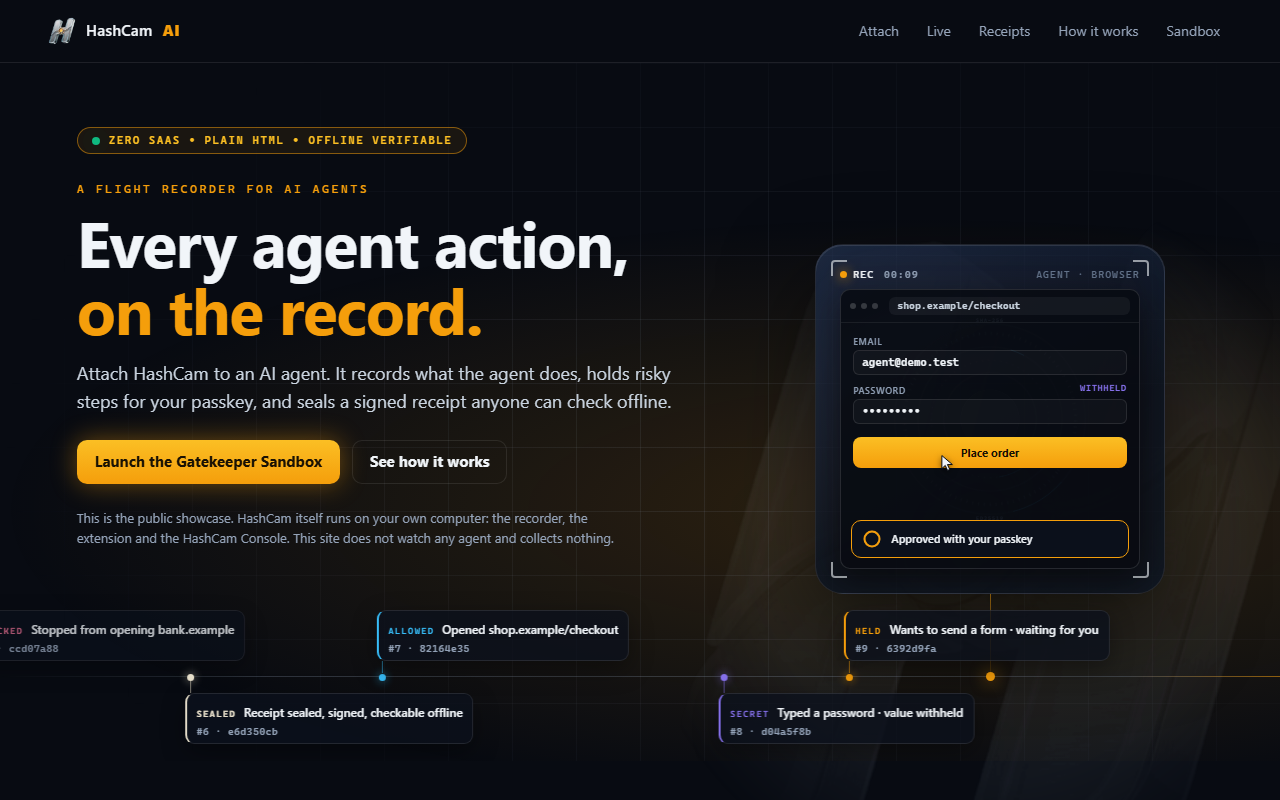 HashCam AI
Attach
Live
Receipts
How it works
Sandbox
ZERO SAAS • PLAIN HTML • OFFLINE VERIFIABLE
A FLIGHT RECORDER FOR AI AGENTS
Every agent action,
on the record.
Attach HashCam to an AI agent. It records what the agent does, holds risky
steps for your passkey, and seals a signed receipt anyone can check offline.
Launch the Gatekeeper Sandbox
See how it works
This is the public showcase. HashCam itself runs on your own computer: the recorder, the
extension and the HashCam Console. This site does not watch any agent and collects nothing.
REC 00:09
AGENT · BROWSER
shop.example/checkout
EMAIL
agent@demo.test
PASSWORD
WITHHELD
•••••••••
Place order
Approved with your passkey
CKED Stopped from opening bank.example
· ccd07a88
ALLOWED Opened shop.example/checkout
#7 · 82164e35
HELD Wants to send a form · waiting for you
#9 · 6392d9fa
SEALED Receipt sealed, signed, checkable offline
#6 · e6d350cb
SECRET Typed a password · value withheld
#8 · d04a5f8b